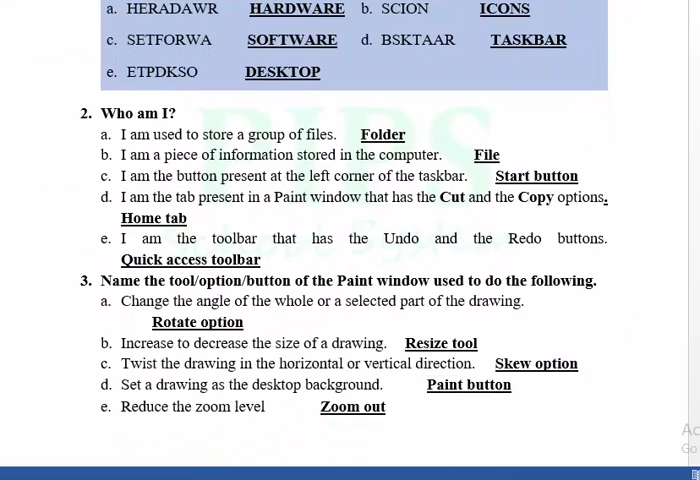 a. HERADAWR HARDWARE b. SCION ICONS
c. SETFORWA SOFTWARE d. BSKTAAR TASKBAR
e. ETPDKSO DESKTOP
2. Who am I?
a. I am used to store a group of files. Folder
b. I am a piece of information stored in the computer. File
c. I am the button present at the left corner of the taskbar. Start button
d. I am the tab present in a Paint window that has the Cut and the Copy options.
Home tab
e. I am the toolbar that has the Undo and the Redo buttons.
Quick access toolbar
3. Name the tool/option/button of the Paint window used to do the following.
a. Change the angle of the whole or a selected part of the drawing.
Rotate option
b. Increase to decrease the size of a drawing. Resize tool
c. Twist the drawing in the horizontal or vertical direction. Skew option
d. Set a drawing as the desktop background. Paint button
e. Reduce the zoom level Zoom out
Ac
Go